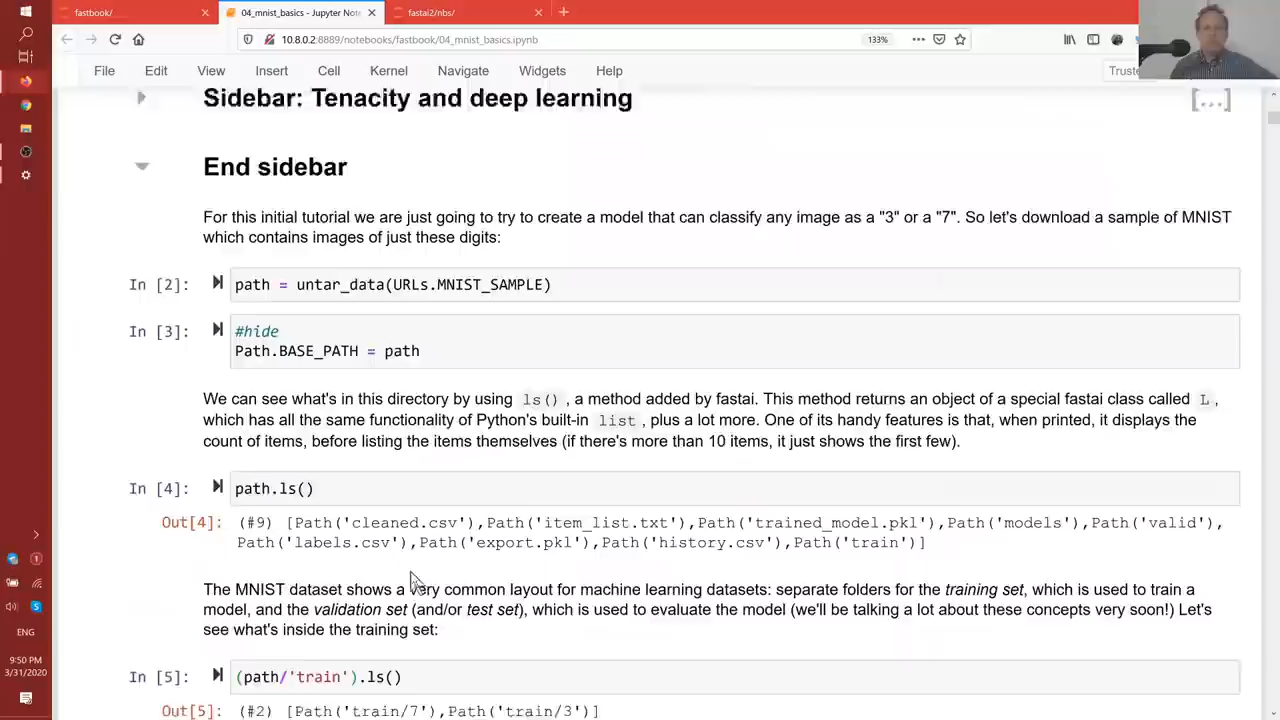 fastbook/
04_mnist_basics - Jupyter Not
fastai2/nbs/
10.8.0.2:8889/notebooks/fastbook/04_mnist_basics.ipynb
133%
File Edit View Insert Cell Kernel Navigate Widgets Help
Truste
Sidebar: Tenacity and deep learning
[...]
End sidebar
For this initial tutorial we are just going to try to create a model that can classify any image as a "3" or a "7". So let's download a sample of MNIST
which contains images of just these digits:
In [2]: path = untar_data(URLs.MNIST_SAMPLE)
In [3]: #hide
Path.BASE_PATH = path
We can see what's in this directory by using ls() , a method added by fastai. This method returns an object of a special fastai class called L ,
which has all the same functionality of Python's built-in list , plus a lot more. One of its handy features is that, when printed, it displays the
count of items, before listing the items themselves (if there's more than 10 items, it just shows the first few).
In [4]: path.ls()
Out[4]: (#9) [Path('cleaned.csv'),Path('item_list.txt'),Path('trained_model.pkl'),Path('models'),Path('valid'),
Path('labels.csv'),Path('export.pkl'),Path('history.csv'),Path('train')]
The MNIST dataset shows a very common layout for machine learning datasets: separate folders for the training set, which is used to train a
model, and the validation set (and/or test set), which is used to evaluate the model (we'll be talking a lot about these concepts very soon!) Let's
see what's inside the training set:
In [5]: (path/'train').ls()
Out[5]: (#2) [Path('train/7'),Path('train/3')]
ENG
9:50 PM
3/31/2020